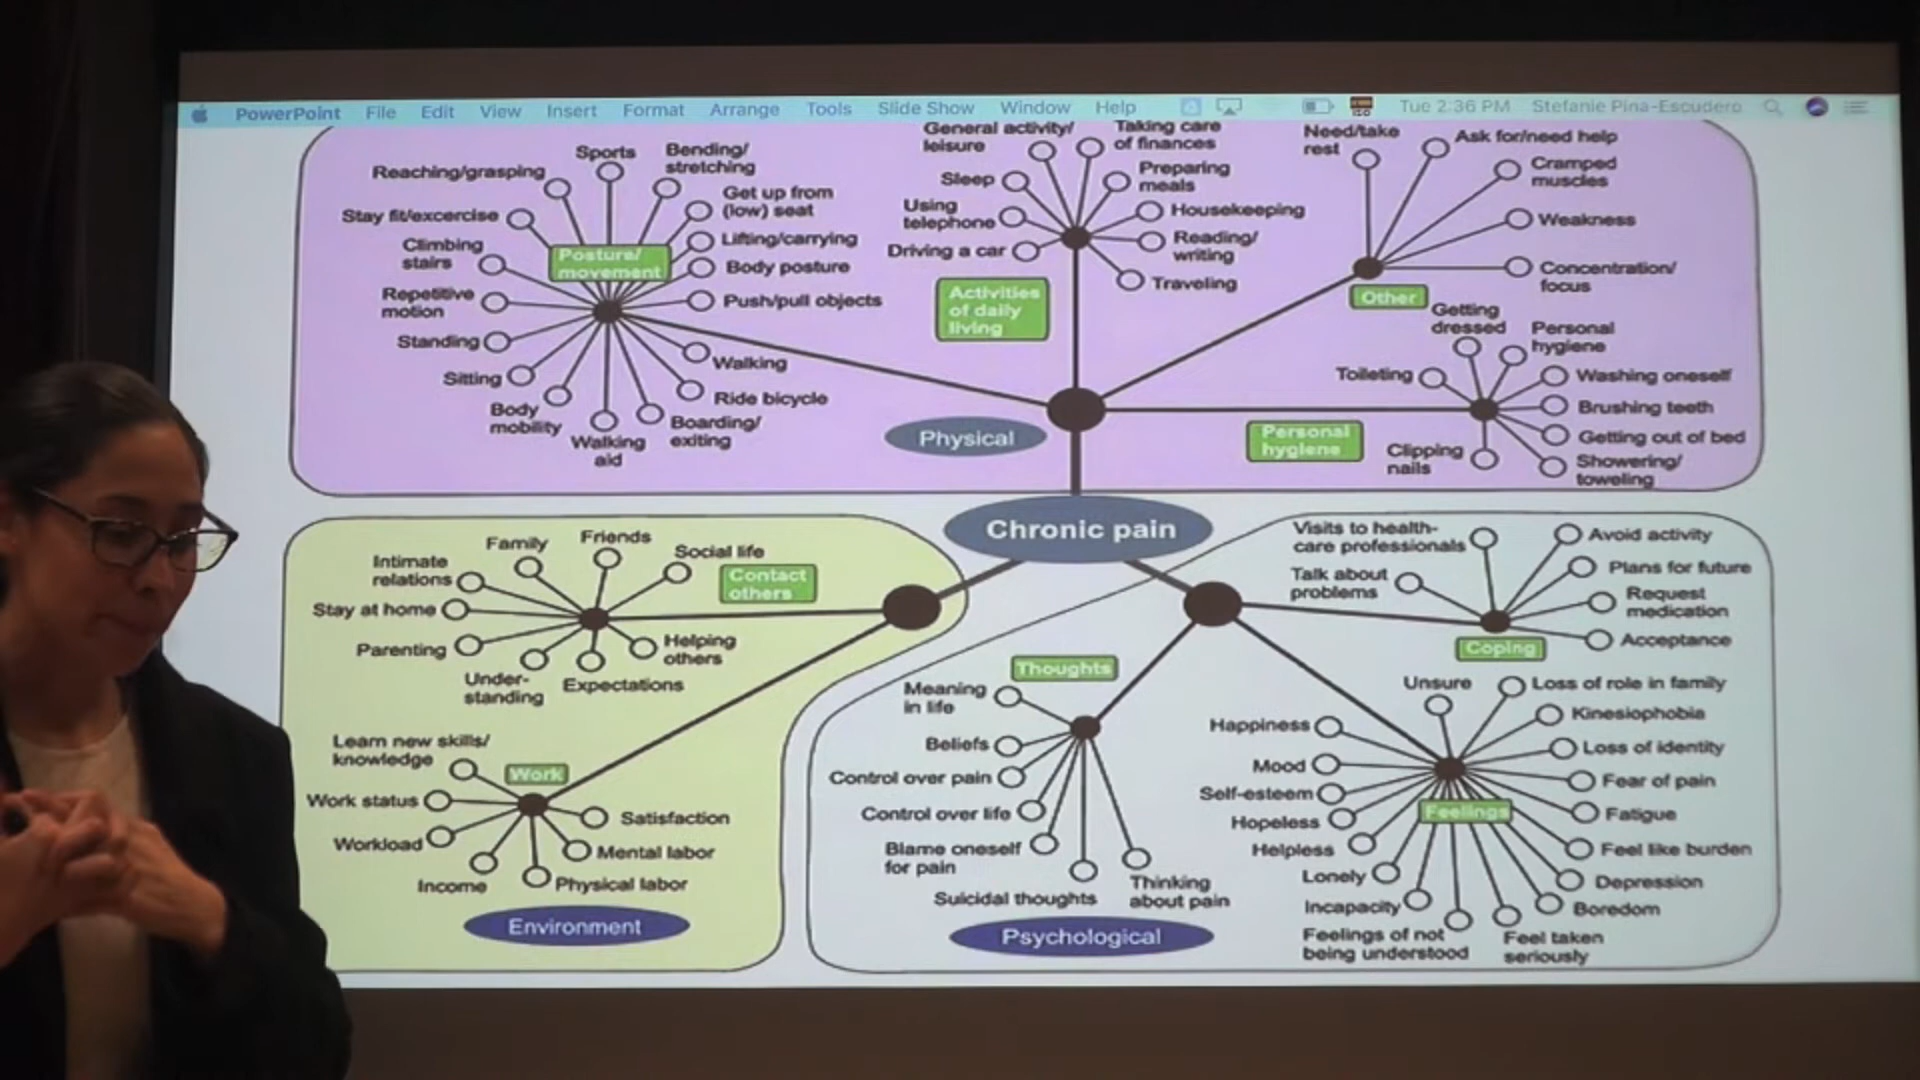 PowerPoint File Edit View Insert Format Arrange Tools Slide Show Window Help Tue 2:36 PM Stefanie Pina-Escudero
Sports
Bending/
stretching
Reaching/grasping
Get up from
(low) seat
Stay fit/excercise
Lifting/carrying
Climbing
stairs
Posture/
movement
Body posture
Repetitive
motion
Push/pull objects
Standing
Walking
Sitting
Ride bicycle
Body
mobility
Walking
aid
Boarding/
exiting
General activity/
leisure
Taking care
of finances
Sleep
Preparing
meals
Using
telephone
Housekeeping
Driving a car
Reading/
writing
Traveling
Activities
of daily
living
Need/take
rest
Ask for/need help
Cramped
muscles
Weakness
Concentration/
focus
Other
Getting
dressed
Personal
hygiene
Toileting
Washing oneself
Brushing teeth
Getting out of bed
Personal
hygiene
Clipping
nails
Showering/
toweling
Physical
Chronic pain
Family
Friends
Social life
Intimate
relations
Contact
others
Stay at home
Parenting
Helping
others
Under-
standing
Expectations
Learn new skills/
knowledge
Work
Work status
Satisfaction
Workload
Mental labor
Income
Physical labor
Environment
Visits to health-
care professionals
Avoid activity
Talk about
problems
Plans for future
Request
medication
Acceptance
Coping
Thoughts
Meaning
in life
Beliefs
Control over pain
Control over life
Blame oneself
for pain
Suicidal thoughts
Thinking
about pain
Unsure
Loss of role in family
Happiness
Kinesiophobia
Mood
Loss of identity
Self-esteem
Fear of pain
Hopeless
Feelings
Fatigue
Helpless
Feel like burden
Lonely
Depression
Incapacity
Boredom
Feelings of not
being understood
Feel taken
seriously
Psychological